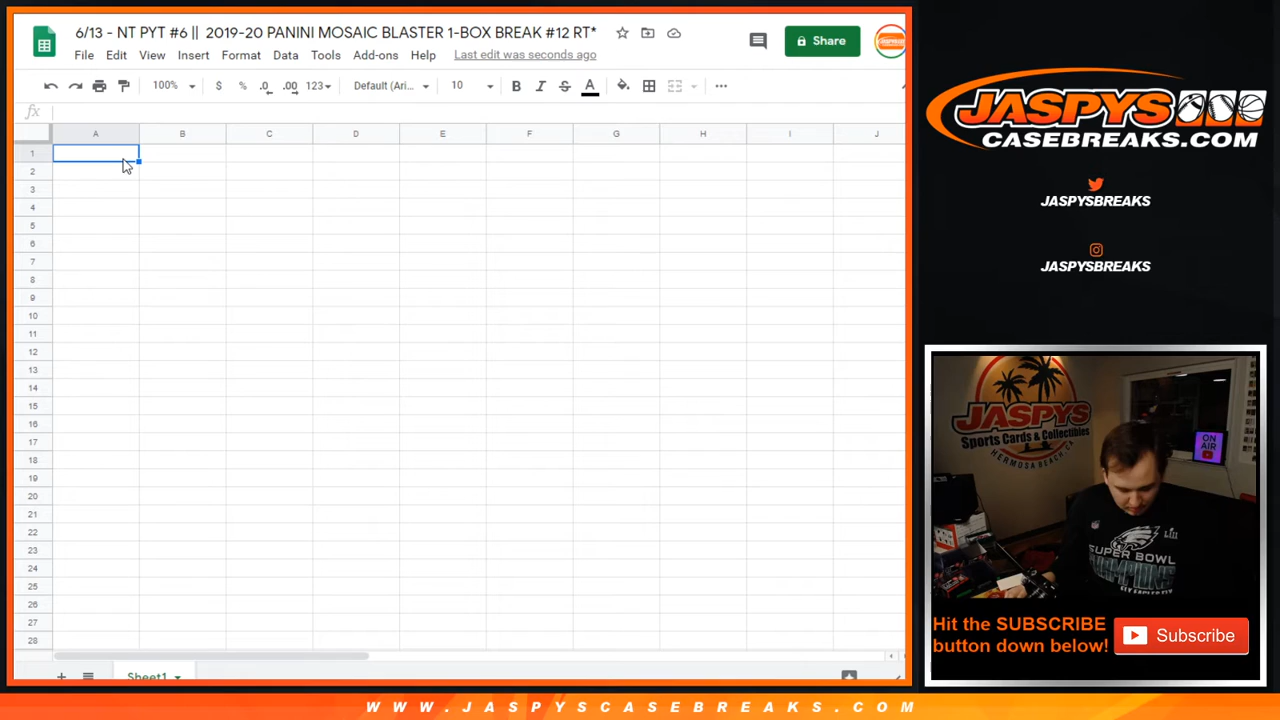 6/13 - NT PYT #6 || 2019-20 PANINI MOSAIC BLASTER 1-BOX BREAK #12 RT*
File Edit View Insert Format Data Tools Add-ons Help Last edit was seconds ago
Share
100% $ % .0 .00 123 Default (Ari... 10 B I S A
fx
A B C D E F G H I J
1
2
3
4
5
6
7
8
9
10
11
12
13
14
15
16
17
18
19
20
21
22
23
24
25
26
27
28
Sheet1
JASPYS
CASEBREAKS.COM
JASPYSBREAKS
JASPYSBREAKS
JASPYS
Sports Cards & Collectibles
HERMOSA BEACH, CA
ON
AIR
NFL
LII
SUPER BOWL
CHAMPIONS
Hit the SUBSCRIBE
button down below!
Subscribe
WWW.JASPYSCASEBREAKS.COM